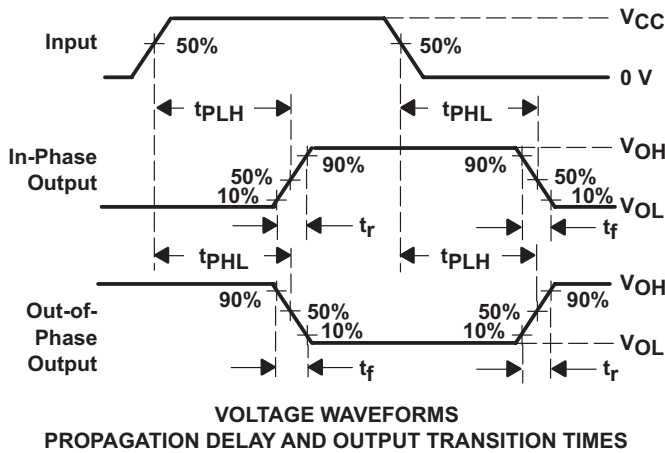 Input
50%
50%
VCC
0 V
tPLH
tPHL
In-Phase
Output
50%
10%
90%
90%
50%
10%
VOH
VOL
tr
tf
tPHL
tPLH
Out-of-
Phase
Output
90%
50%
10%
50%
10%
90%
VOH
VOL
tf
tr
VOLTAGE WAVEFORMS
PROPAGATION DELAY AND OUTPUT TRANSITION TIMES